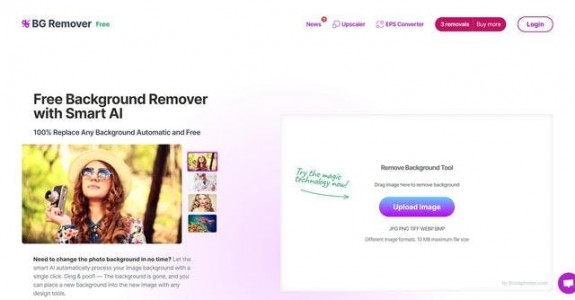 BG Remover Free
News
Upscaler
EPS Converter
3 removals
Buy more
Login
Free Background Remover
with Smart AI
100% Replace Any Background Automatic and Free
Try the magic
technology now!
Remove Background Tool
Drag image here to remove background
Upload image
JPG PNG TIFF WEBP BMP
Different image formats, 10 MB maximum file size
Need to change the photo background in no time? Let the
smart AI automatically process your image background with a
single click. Zing & poof! — The background is gone, and you
can place a new background into the new image with any
design tools.